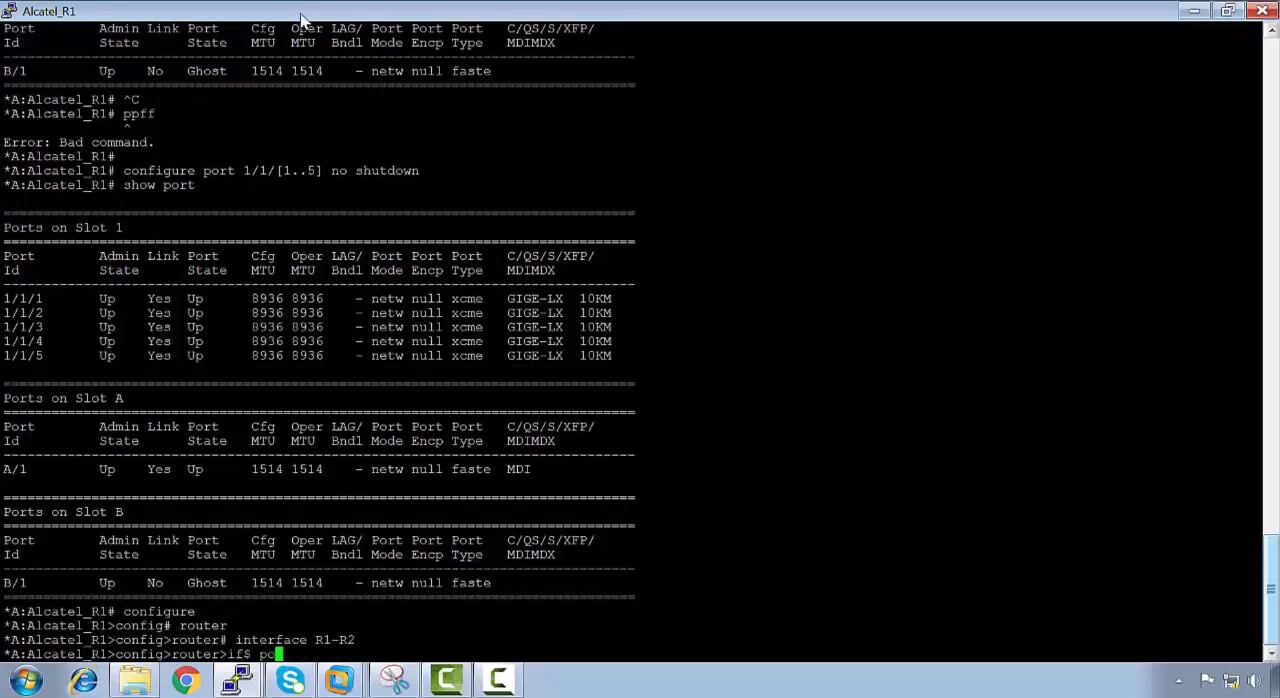 Alcatel_R1
Port Admin Link Port Cfg Oper LAG/ Port Port Port C/QS/S/XFP/
Id State State MTU MTU Bndl Mode Encp Type MDIMDX
-------------------------------------------------------------------------------
B/1 Up No Ghost 1514 1514 - netw null faste
===============================================================================
*A:Alcatel_R1# ^C
*A:Alcatel_R1# ppff
^
Error: Bad command.
*A:Alcatel_R1#
*A:Alcatel_R1# configure port 1/1/[1..5] no shutdown
*A:Alcatel_R1# show port
===============================================================================
Ports on Slot 1
===============================================================================
Port Admin Link Port Cfg Oper LAG/ Port Port Port C/QS/S/XFP/
Id State State MTU MTU Bndl Mode Encp Type MDIMDX
-------------------------------------------------------------------------------
1/1/1 Up Yes Up 8936 8936 - netw null xcme GIGE-LX 10KM
1/1/2 Up Yes Up 8936 8936 - netw null xcme GIGE-LX 10KM
1/1/3 Up Yes Up 8936 8936 - netw null xcme GIGE-LX 10KM
1/1/4 Up Yes Up 8936 8936 - netw null xcme GIGE-LX 10KM
1/1/5 Up Yes Up 8936 8936 - netw null xcme GIGE-LX 10KM
===============================================================================
Ports on Slot A
===============================================================================
Port Admin Link Port Cfg Oper LAG/ Port Port Port C/QS/S/XFP/
Id State State MTU MTU Bndl Mode Encp Type MDIMDX
-------------------------------------------------------------------------------
A/1 Up Yes Up 1514 1514 - netw null faste MDI
===============================================================================
Ports on Slot B
===============================================================================
Port Admin Link Port Cfg Oper LAG/ Port Port Port C/QS/S/XFP/
Id State State MTU MTU Bndl Mode Encp Type MDIMDX
-------------------------------------------------------------------------------
B/1 Up No Ghost 1514 1514 - netw null faste
===============================================================================
*A:Alcatel_R1# configure
*A:Alcatel_R1>config# router
*A:Alcatel_R1>config>router# interface R1-R2
*A:Alcatel_R1>config>router>if$ po